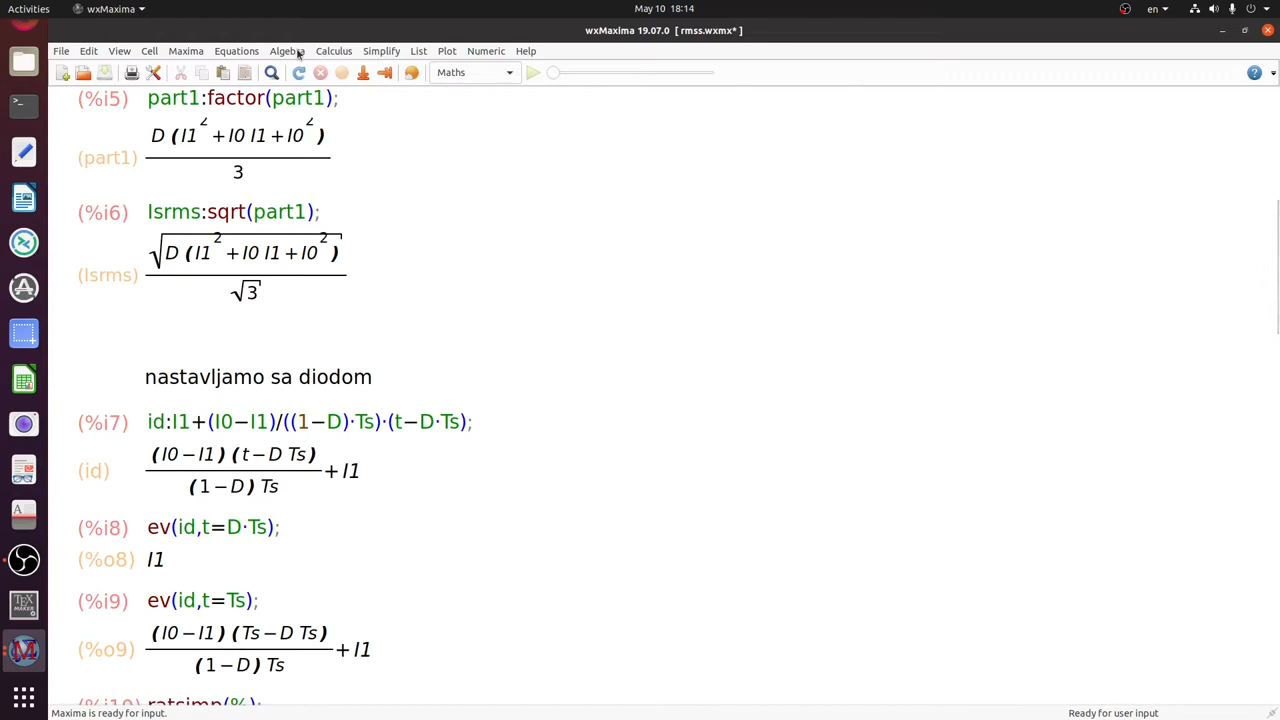 Activities wxMaxima May 10 18:14 en
wxMaxima 19.07.0 [ rmss.wxmx* ]
File Edit View Cell Maxima Equations Algebra Calculus Simplify List Plot Numeric Help
Maths
(%i5) part1:factor(part1);
(part1) D (I1^2+I0 I1+I0^2) / 3
(%i6) Isrms:sqrt(part1);
(Isrms) √D (I1^2+I0 I1+I0^2) / √3
nastavljamo sa diodom
(%i7) id:I1+(I0−I1)/((1−D)·Ts)·(t−D·Ts);
(id) (I0−I1) (t−D Ts) / (1−D) Ts + I1
(%i8) ev(id,t=D·Ts);
(%o8) I1
(%i9) ev(id,t=Ts);
(%o9) (I0−I1) (Ts−D Ts) / (1−D) Ts + I1
(%i10) ratsimp(%);
Maxima is ready for input. Ready for user input